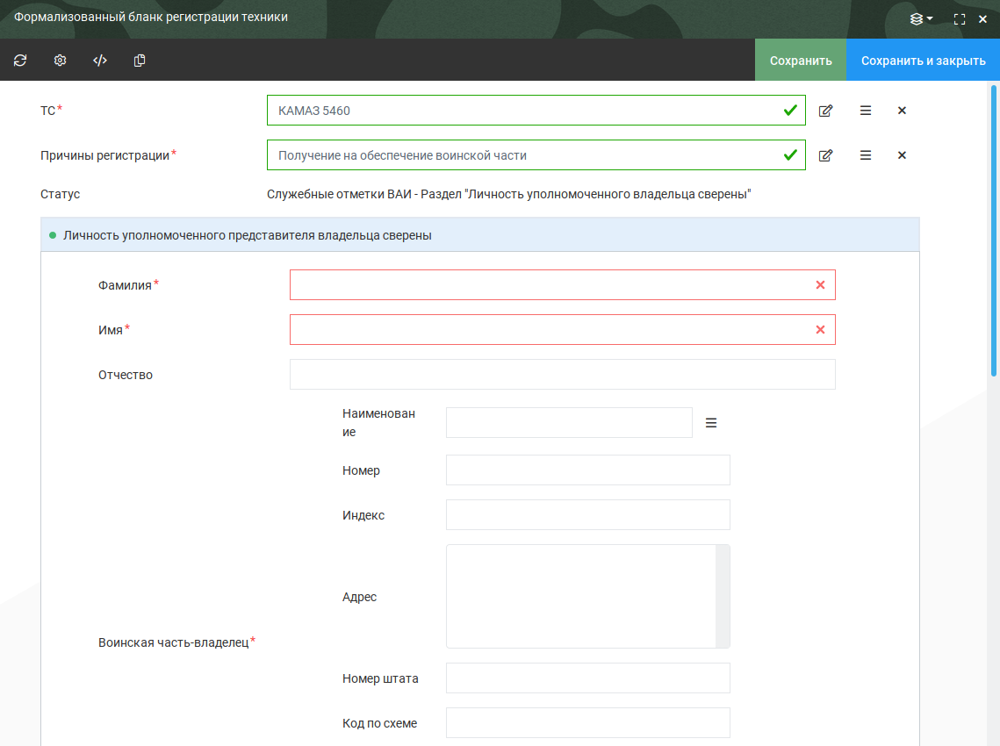 Формализованный бланк регистрации техники
Сохранить
Сохранить и закрыть
ТС*
КАМАЗ 5460
Причины регистрации*
Получение на обеспечение воинской части
Статус
Служебные отметки ВАИ - Раздел "Личность уполномоченного владельца сверены"
Личность уполномоченного представителя владельца сверены
Фамилия*
Имя*
Отчество
Наименован
ие
Номер
Индекс
Адрес
Воинская часть-владелец*
Номер штата
Код по схеме